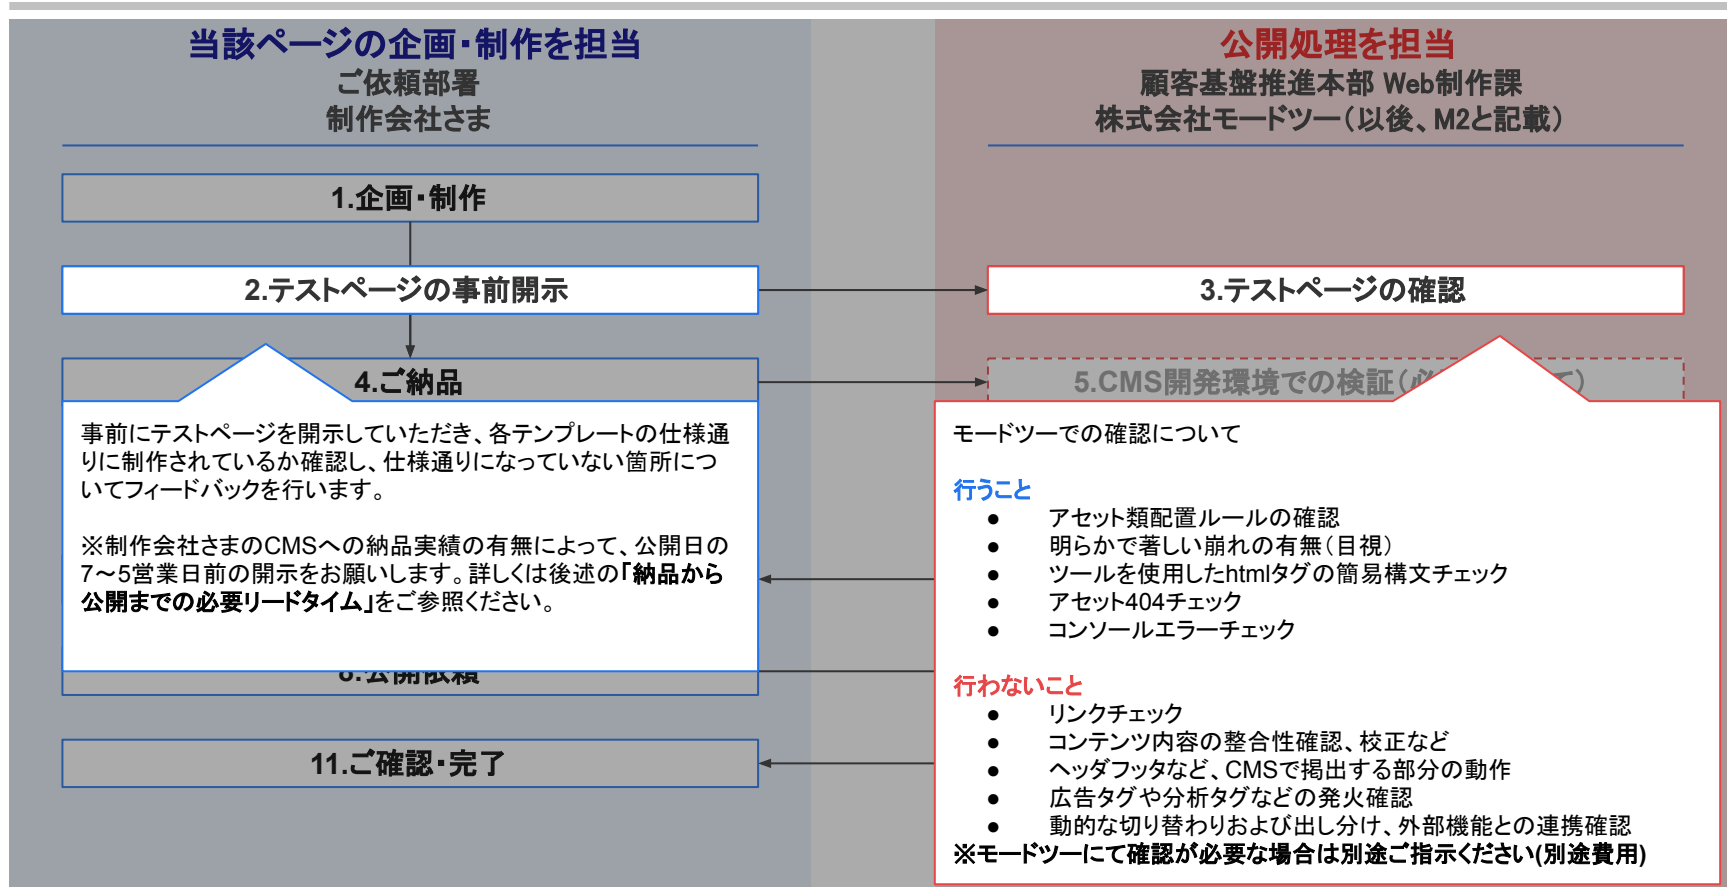 当該ページの企画・制作を担当
ご依頼部署
制作会社さま
公開処理を担当
顧客基盤推進本部 Web制作課
株式会社モードツー（以後、M2と記載）
1.企画・制作
2.テストページの事前開示
3.テストページの確認
4.ご納品
5.CMS開発環境での検証（
事前にテストページを開示していただき、各テンプレートの仕様通
りに制作されているか確認し、仕様通りになっていない箇所につ
いてフィードバックを行います。
※制作会社さまのCMSへの納品実績の有無によって、公開日の
7～5営業日前の開示をお願いします。詳しくは後述の「納品から
公開までの必要リードタイム」をご参照ください。
8.公開依頼
11.ご確認・完了
モードツーでの確認について
行うこと
● アセット類配置ルールの確認
● 明らかで著しい崩れの有無（目視）
● ツールを使用したhtmlタグの簡易構文チェック
● アセット404チェック
● コンソールエラーチェック
行わないこと
● リンクチェック
● コンテンツ内容の整合性確認、校正など
● ヘッダフッタなど、CMSで掲出する部分の動作
● 広告タグや分析タグなどの発火確認
● 動的な切り替わりおよび出し分け、外部機能との連携確認
※モードツーにて確認が必要な場合は別途ご指示ください(別途費用)